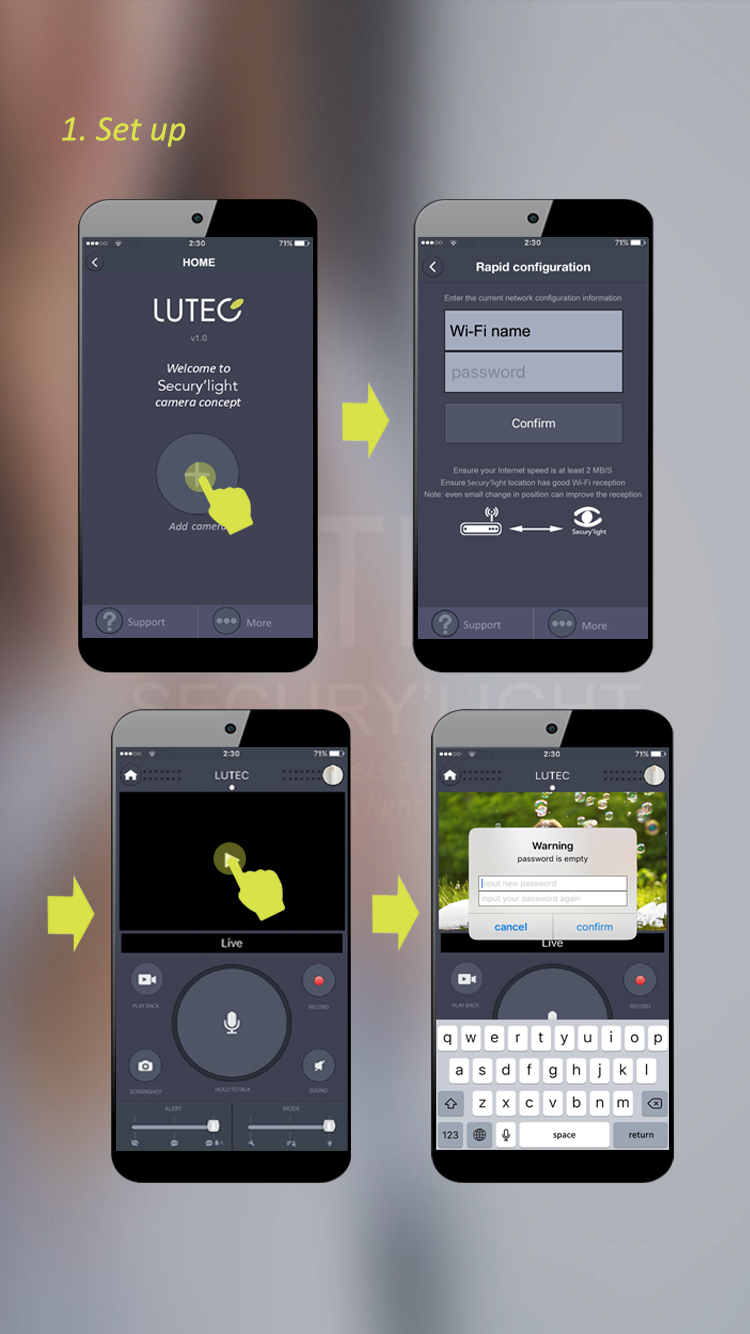 1. Set up
2:30
71%
HOME
LUTEC
v1.0
Welcome to
Secury'light
camera concept
Add camera
Support
More
2:30
71%
Rapid configuration
Enter the current network configuration information
Wi-Fi name
password
Confirm
Ensure your Internet speed is at least 2 MB/S
Ensure Secury'light location has good Wi-Fi reception
Note: even small change in position can improve the reception
Secury'light
Support
More
SECURY'LIGHT
2:30
71%
LUTEC
Live
PLAY BACK
RECORD
SCREENSHOT
HOLD TO TALK
SOUND
ALERT
MODE
2:30
71%
LUTEC
Warning
password is empty
input new password
input your password again
cancel
confirm
Live
PLAY BACK
RECORD
q w e r t y u i o p
a s d f g h j k l
z x c v b n m
123
space
return